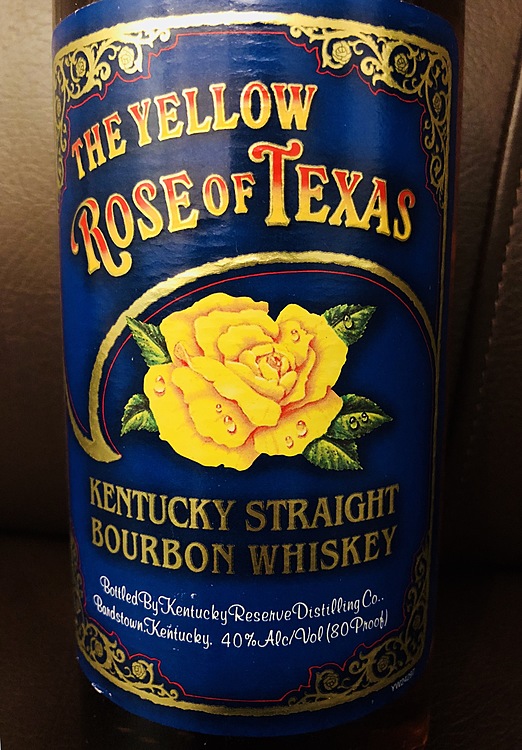 THE YELLOW
ROSE OF TEXAS
KENTUCKY STRAIGHT
BOURBON WHISKEY
Bottled By Kentucky Reserve Distilling Co..
Bardstown, Kentucky. 40% Alc/Vol (80 Proof)